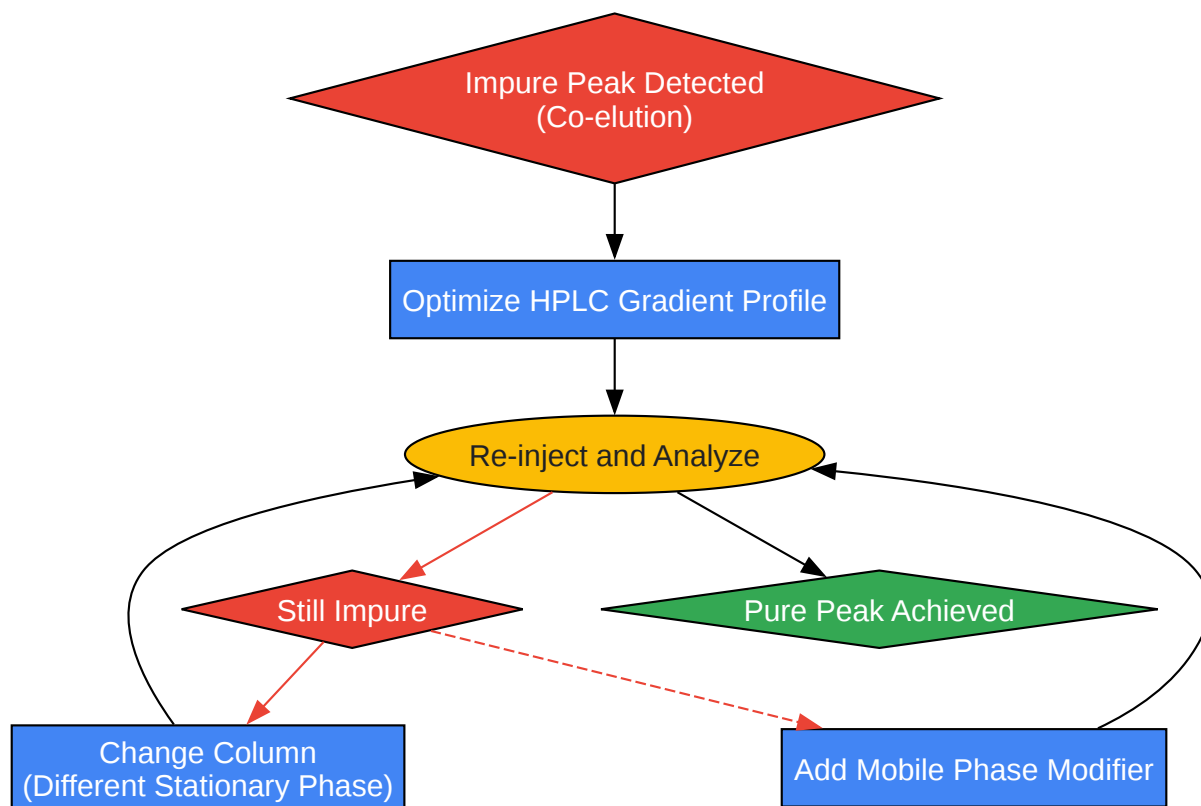 Impure Peak Detected
(Co-elution)
Optimize HPLC Gradient Profile
Re-inject and Analyze
Still Impure
Pure Peak Achieved
Change Column
(Different Stationary Phase)
Add Mobile Phase Modifier